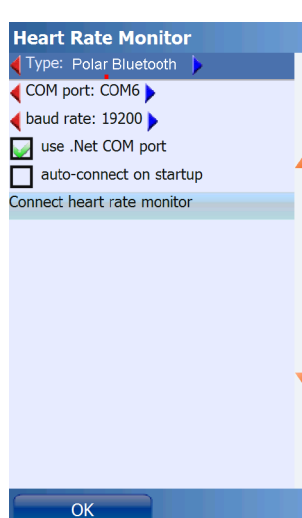 Heart Rate Monitor
Type: Polar Bluetooth
COM port: COM6
baud rate: 19200
use .Net COM port
auto-connect on startup
Connect heart rate monitor
OK